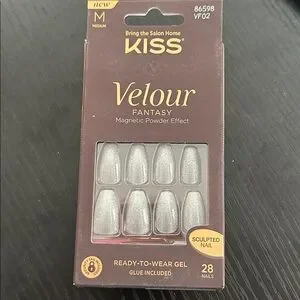 new
M
MEDIUM
Bring the Salon Home
KISS
86598
VF02
Velour
FANTASY
Magnetic Powder Effect
SCULPTED
NAIL
READY-TO-WEAR GEL
GLUE INCLUDED
28
NAILS